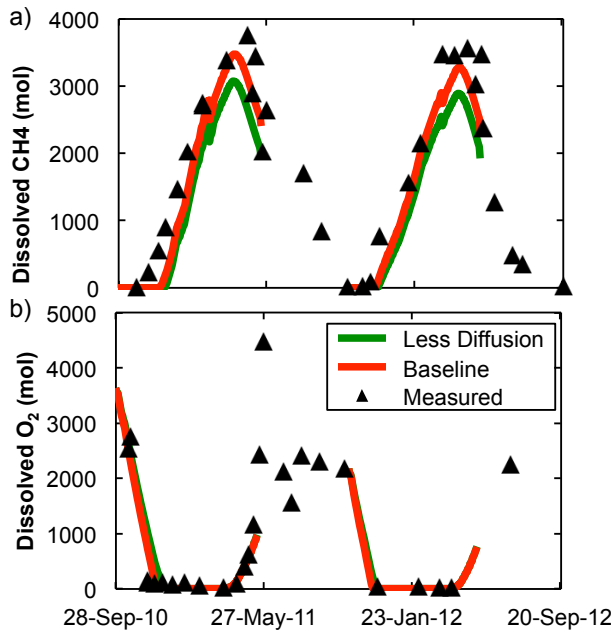 a)
Dissolved CH4 (mol)
4000
3000
2000
1000
0
b)
Dissolved O2 (mol)
5000
4000
3000
2000
1000
0
Less Diffusion
Baseline
Measured
28-Sep-10
27-May-11
23-Jan-12
20-Sep-12